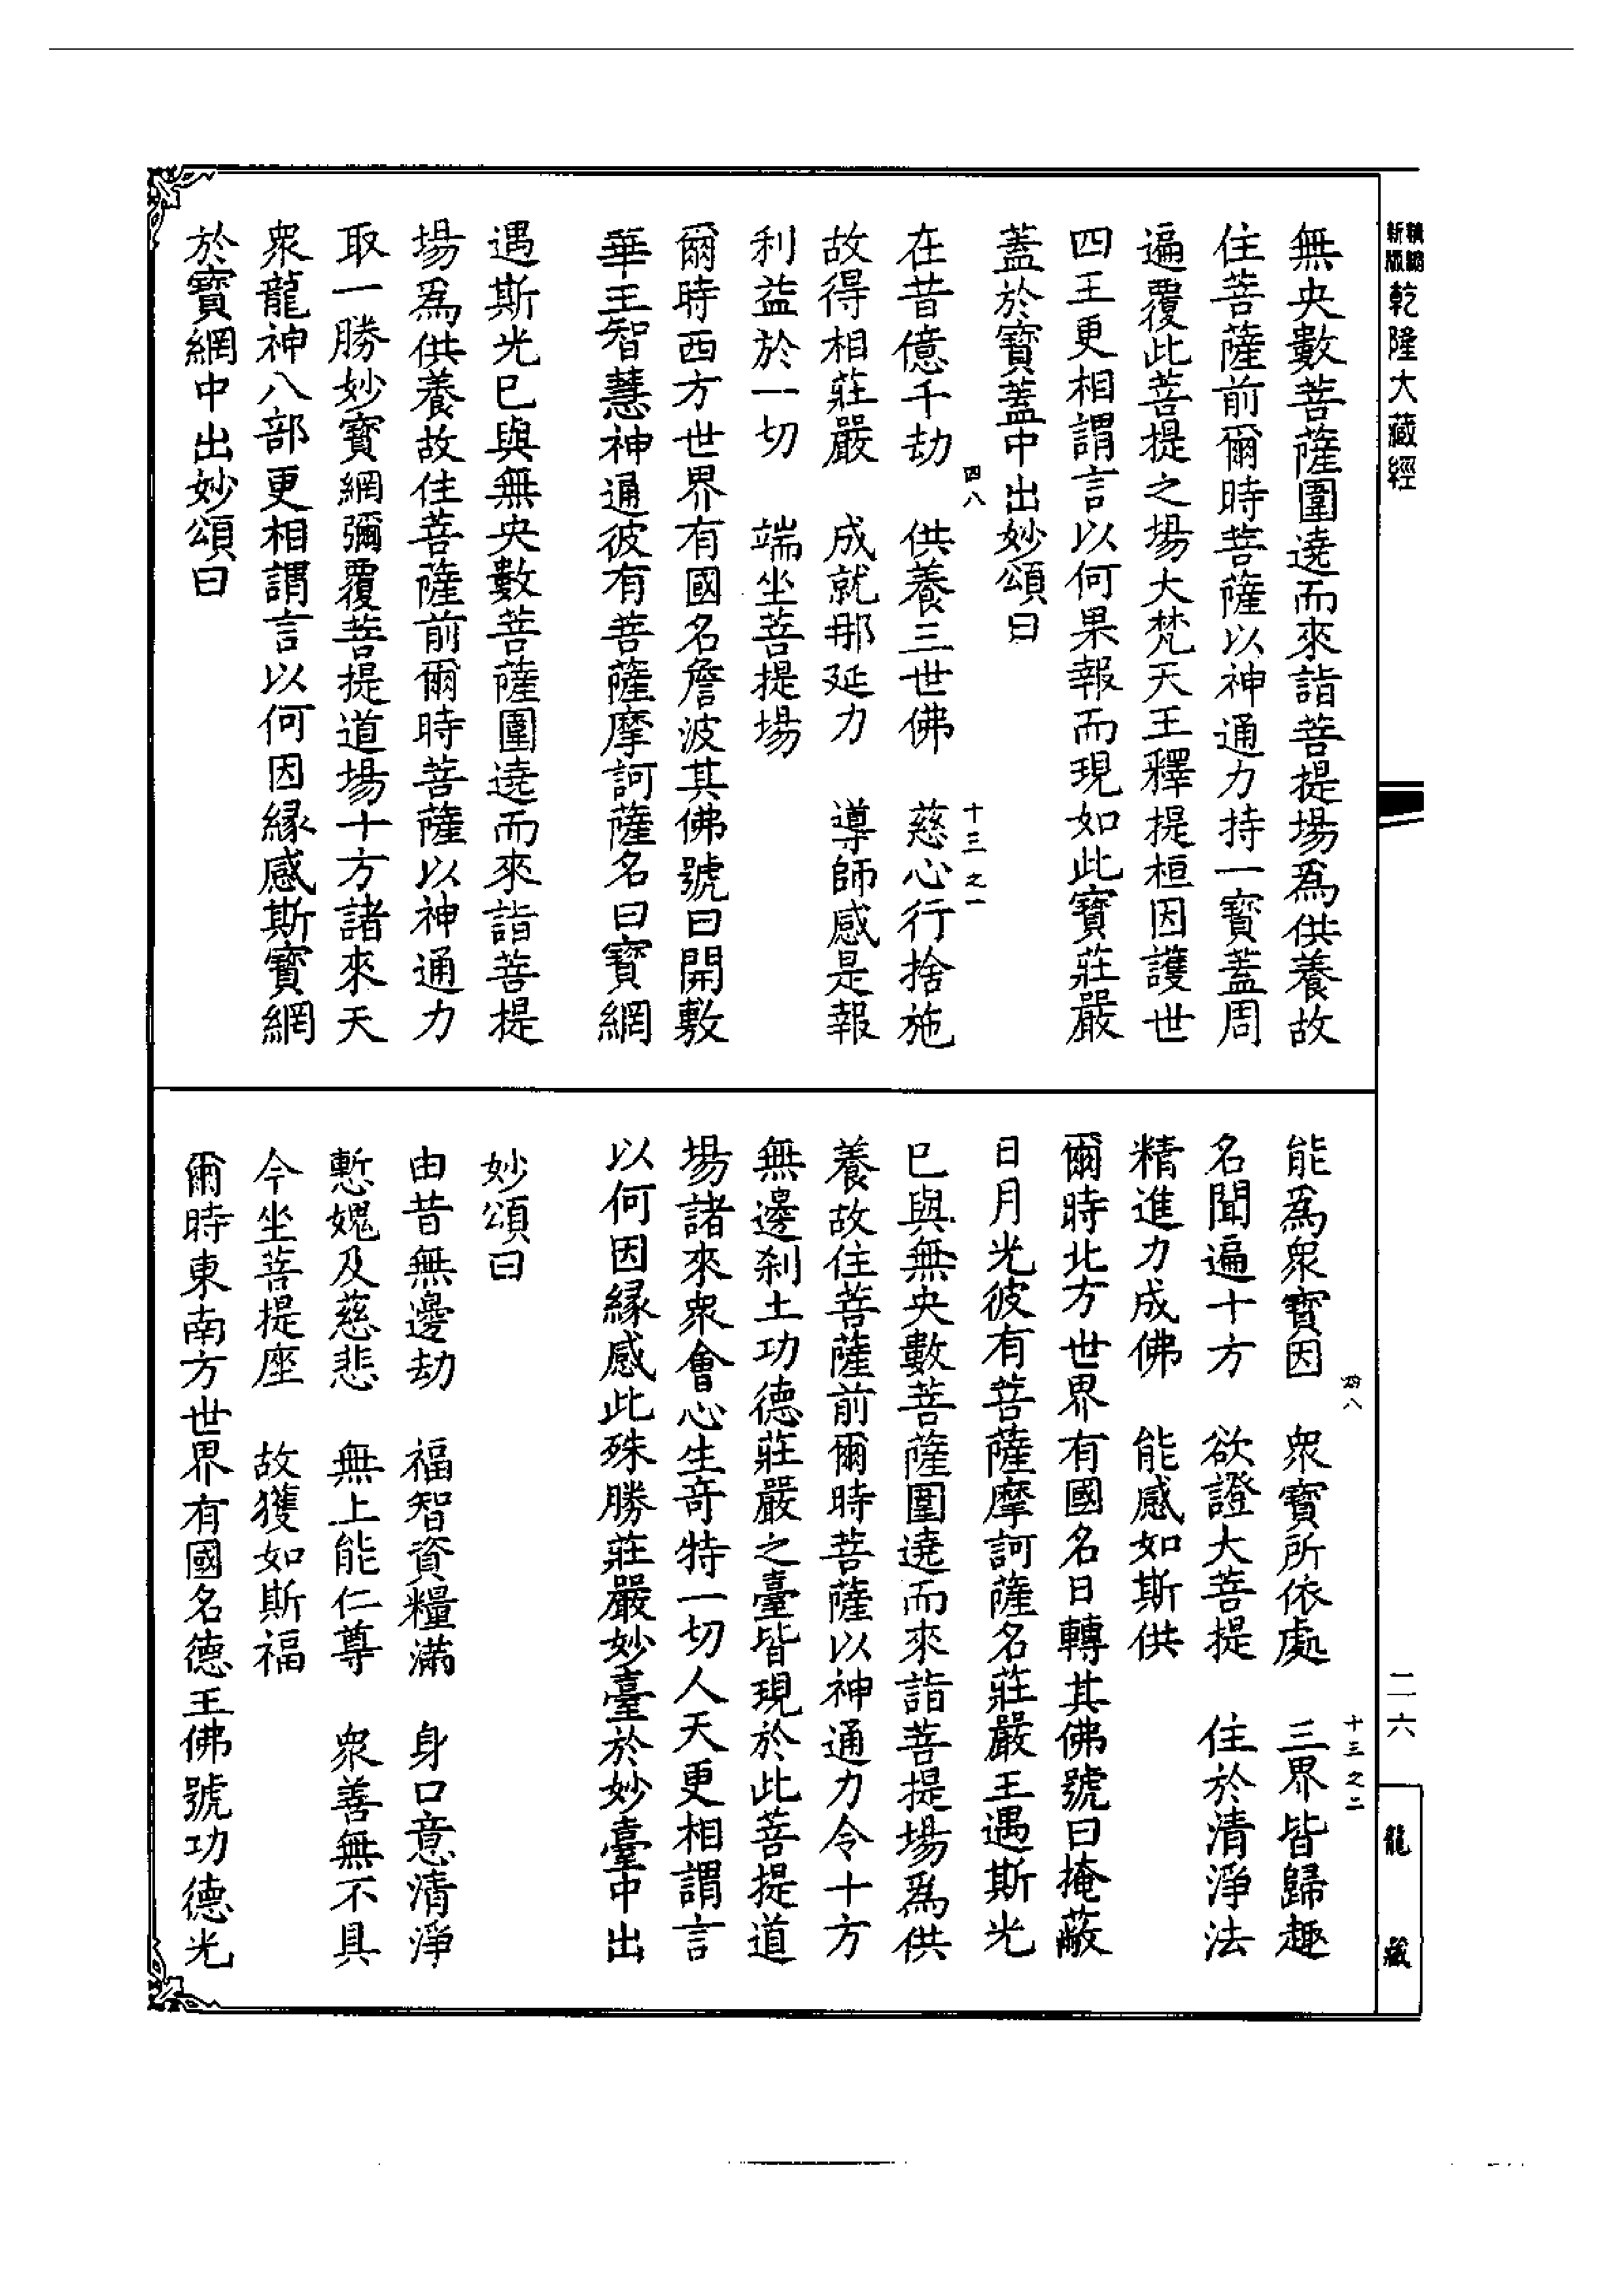 新版
乾隆大藏經
無央數菩薩圍遶而來詣菩提場爲供養故
住菩薩前爾時菩薩以神通力持一寶蓋周
遍覆此菩提之場大梵天王釋提桓因護世
四王更相謂言以何果報而現如此寶莊嚴
蓋於寶蓋中出妙頌曰
四八
十三之一
在昔億千劫　供養三世佛　慈心行捨施
故得相莊嚴　成就那延力　導師感是報
利益於一切　端坐菩提場
爾時西方世界有國名詹波其佛號曰開敷
華王智慧神通彼有菩薩摩訶薩名曰寶網
遇斯光已與無央數菩薩圍遶而來詣菩提
場爲供養故住菩薩前爾時菩薩以神通力
取一勝妙寶網彌覆菩提道場十方諸來天
衆龍神八部更相謂言以何因緣感斯寶網
於寶網中出妙頌曰
四八
十三之二
能爲衆寶因　衆寶所依處　三界皆歸趣
名聞遍十方　欲證大菩提　住於清淨法
精進力成佛　能感如斯供
爾時北方世界有國名日轉其佛號曰掩蔽
日月光彼有菩薩摩訶薩名莊嚴王遇斯光
已與無央數菩薩圍遶而來詣菩提場爲供
養故住菩薩前爾時菩薩以神通力令十方
無邊刹土功德莊嚴之臺皆現於此菩提道
場諸來衆會心生奇特一切人天更相謂言
以何因緣感此殊勝莊嚴妙臺於妙臺中出
妙頌曰
由昔無邊劫　福智資糧滿　身口意清淨
慙媿及慈悲　無上能仁尊　衆善無不具
今坐菩提座　故獲如斯福
爾時東南方世界有國名德王佛號功德光
二六
龍藏